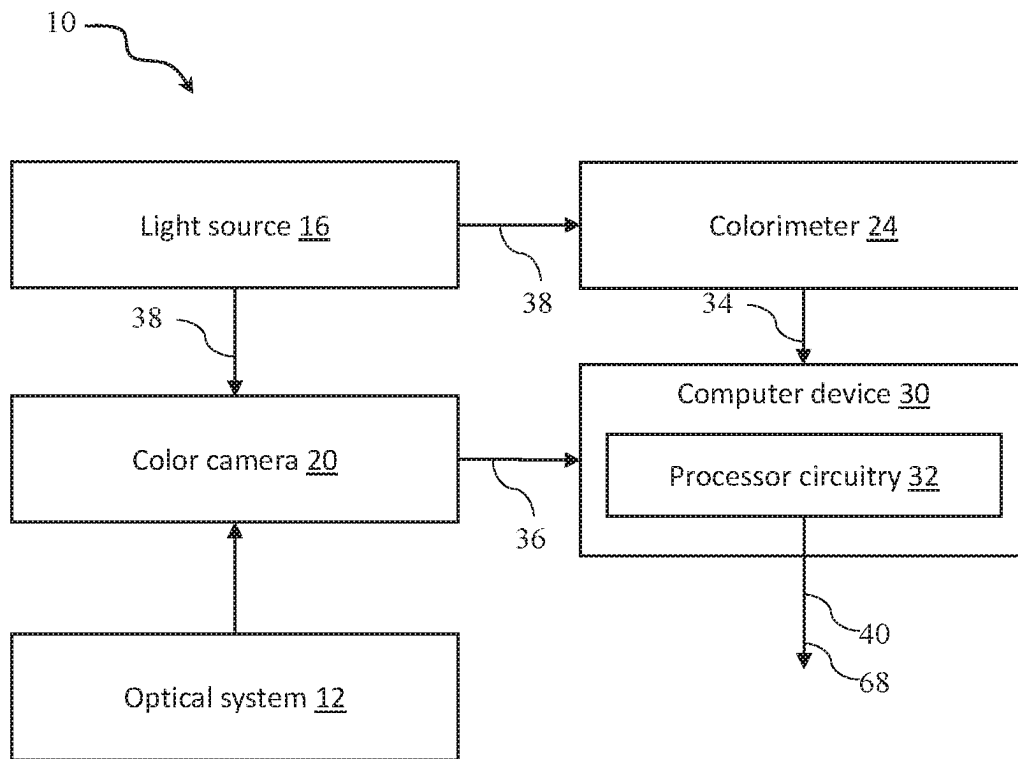 10
Light source 16
Colorimeter 24
38
38
34
Color camera 20
Computer device 30
Processor circuitry 32
36
Optical system 12
40
68